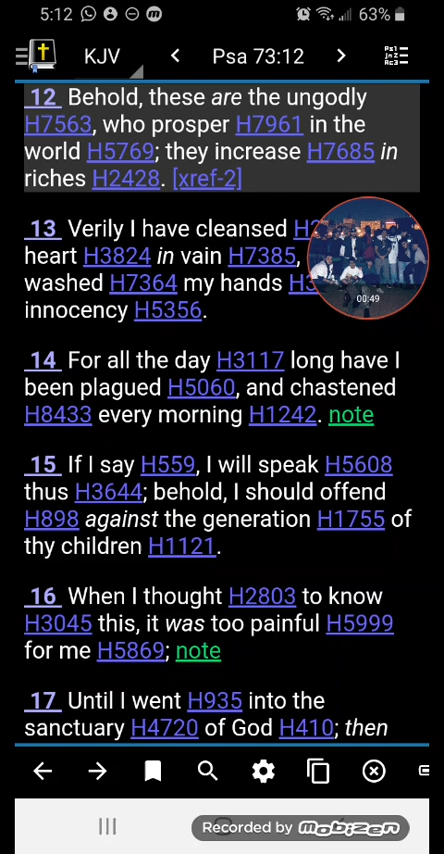 5:12 63%
KJV < Psa 73:12 >
12 Behold, these are the ungodly
H7563, who prosper H7961 in the
world H5769; they increase H7685 in
riches H2428. [xref-2]
13 Verily I have cleansed
heart H3824 in vain H7385,
washed H7364 my hands
innocency H5356.
00:49
14 For all the day H3117 long have I
been plagued H5060, and chastened
H8433 every morning H1242. note
15 If I say H559, I will speak H5608
thus H3644; behold, I should offend
H898 against the generation H1755 of
thy children H1121.
16 When I thought H2803 to know
H3045 this, it was too painful H5999
for me H5869; note
17 Until I went H935 into the
sanctuary H4720 of God H410; then
Recorded by Mobizen